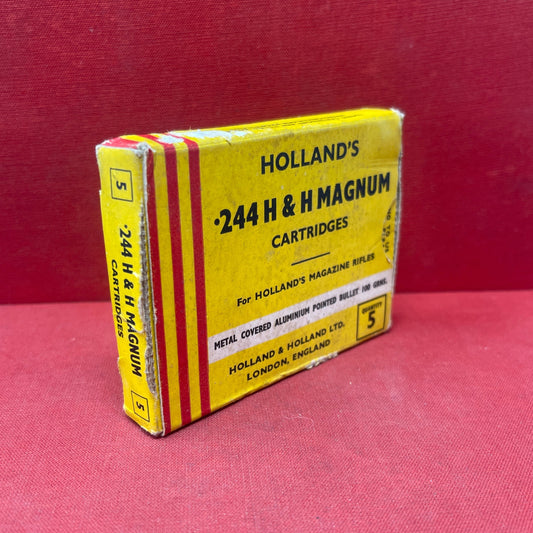 HOLLAND'S
.244 H & H MAGNUM
CARTRIDGES
For HOLLAND'S MAGAZINE RIFLES
METAL COVERED ALUMINIUM POINTED BULLET 100 GRNS.
HOLLAND & HOLLAND LTD.
LONDON, ENGLAND
QUANTITY
5
5
.244 H & H MAGNUM
CARTRIDGES
5